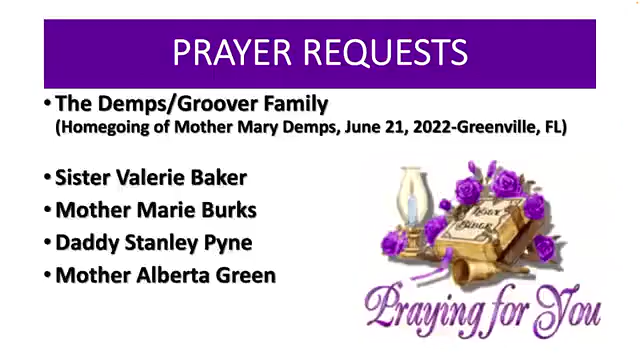 PRAYER REQUESTS
• The Demps/Groover Family
(Homegoing of Mother Mary Demps, June 21, 2022-Greenville, FL)
• Sister Valerie Baker
• Mother Marie Burks
• Daddy Stanley Pyne
• Mother Alberta Green
Holy
Bible
Praying for You